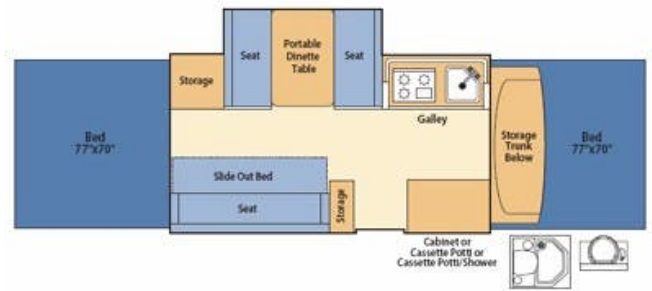 Seat
Portable
Dinette
Table
Seat
Storage
Galley
Bed
77"x70"
Storage
Trunk
Below
Bed
77"x70"
Slide Out Bed
Seat
Storage
Cabinet or
Cassette Potti or
Cassette Potti/Shower